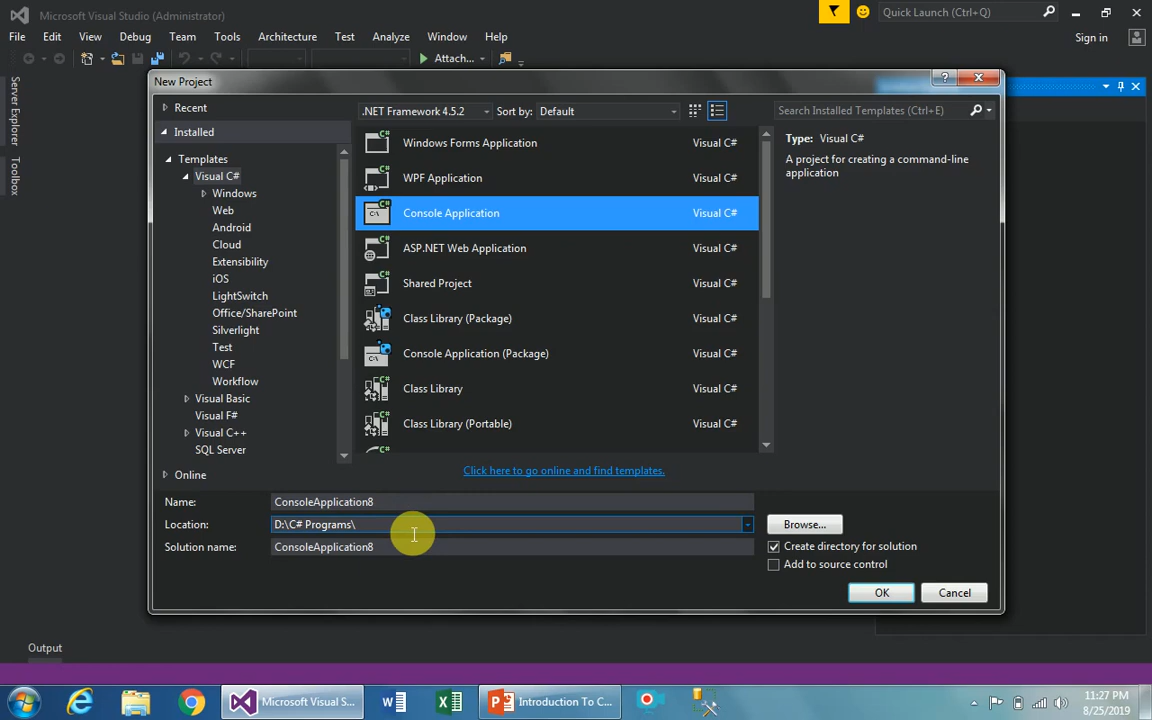 Microsoft Visual Studio (Administrator)
Quick Launch (Ctrl+Q)
File Edit View Debug Team Tools Architecture Test Analyze Window Help
Sign in
Attach...
Server Explorer
Toolbox
New Project
Recent
.NET Framework 4.5.2
Sort by: Default
Search Installed Templates (Ctrl+E)
Installed
Templates
Visual C#
Windows
Web
Android
Cloud
Extensibility
iOS
LightSwitch
Office/SharePoint
Silverlight
Test
WCF
Workflow
Visual Basic
Visual F#
Visual C++
SQL Server
Online
Windows Forms Application Visual C#
WPF Application Visual C#
Console Application Visual C#
ASP.NET Web Application Visual C#
Shared Project Visual C#
Class Library (Package) Visual C#
Console Application (Package) Visual C#
Class Library Visual C#
Class Library (Portable) Visual C#
Type: Visual C#
A project for creating a command-line
application
Click here to go online and find templates.
Name: ConsoleApplication8
Location: D:\C# Programs\
Browse...
Solution name: ConsoleApplication8
Create directory for solution
Add to source control
OK Cancel
Output
Microsoft Visual S...
Introduction To C...
11:27 PM
8/25/2019